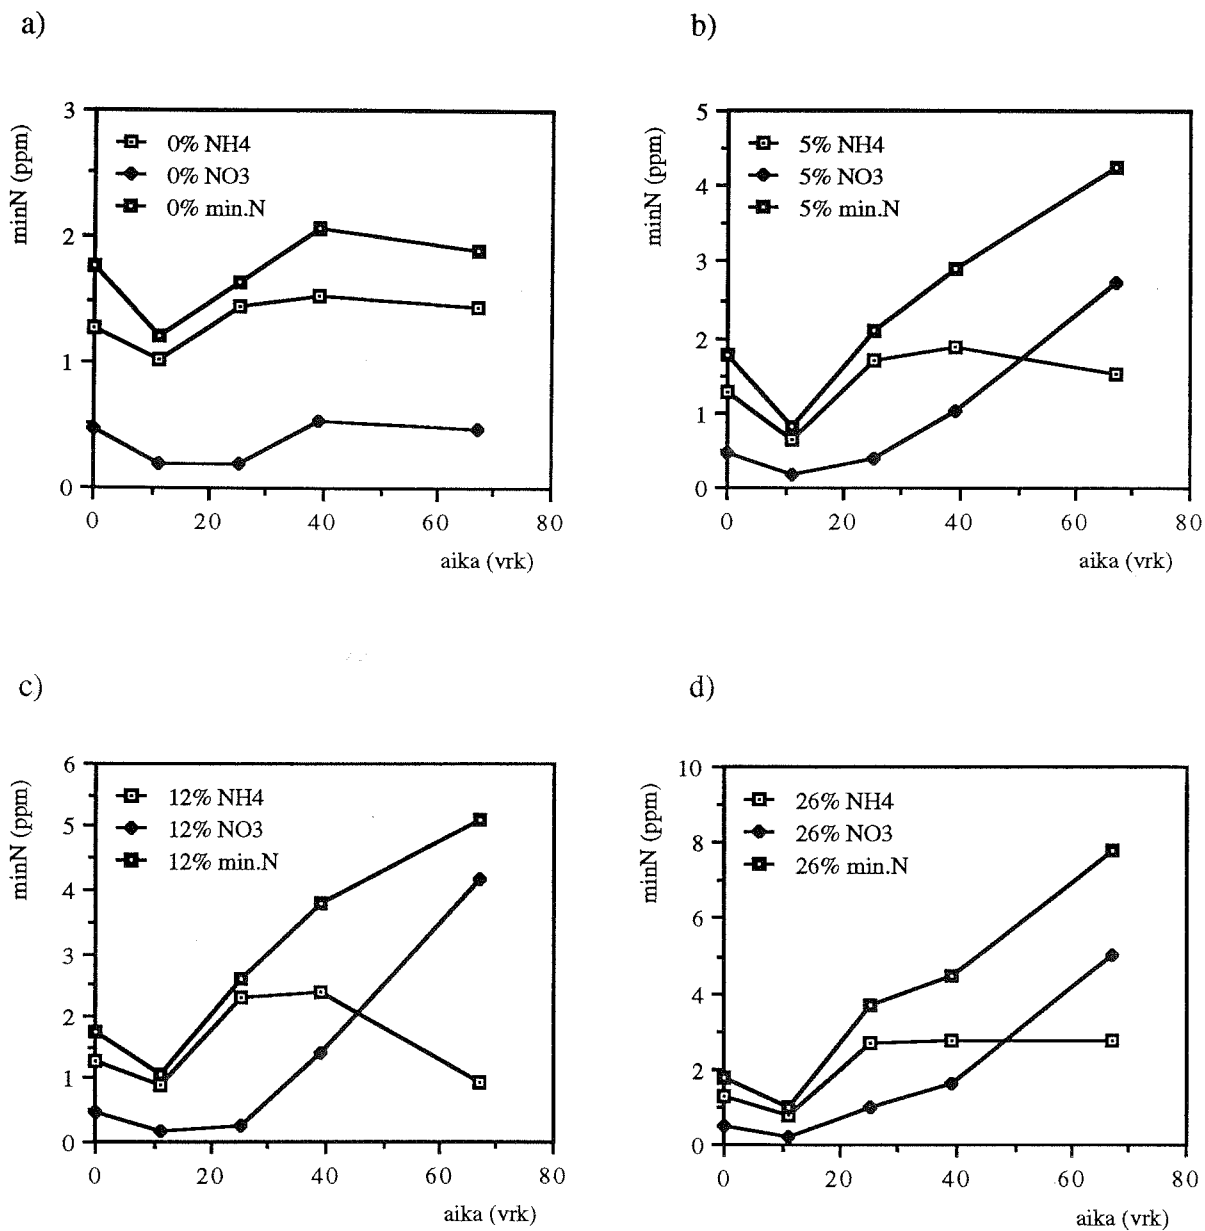 a)
minN (ppm)
3
2
1
0
0% NH4
0% NO3
0% min.N
0 20 40 60 80
aika (vrk)
b)
minN (ppm)
5
4
3
2
1
0
5% NH4
5% NO3
5% min.N
0 20 40 60 80
aika (vrk)
c)
minN (ppm)
6
5
4
3
2
1
0
12% NH4
12% NO3
12% min.N
0 20 40 60 80
aika (vrk)
d)
minN (ppm)
10
8
6
4
2
0
26% NH4
26% NO3
26% min.N
0 20 40 60 80
aika (vrk)